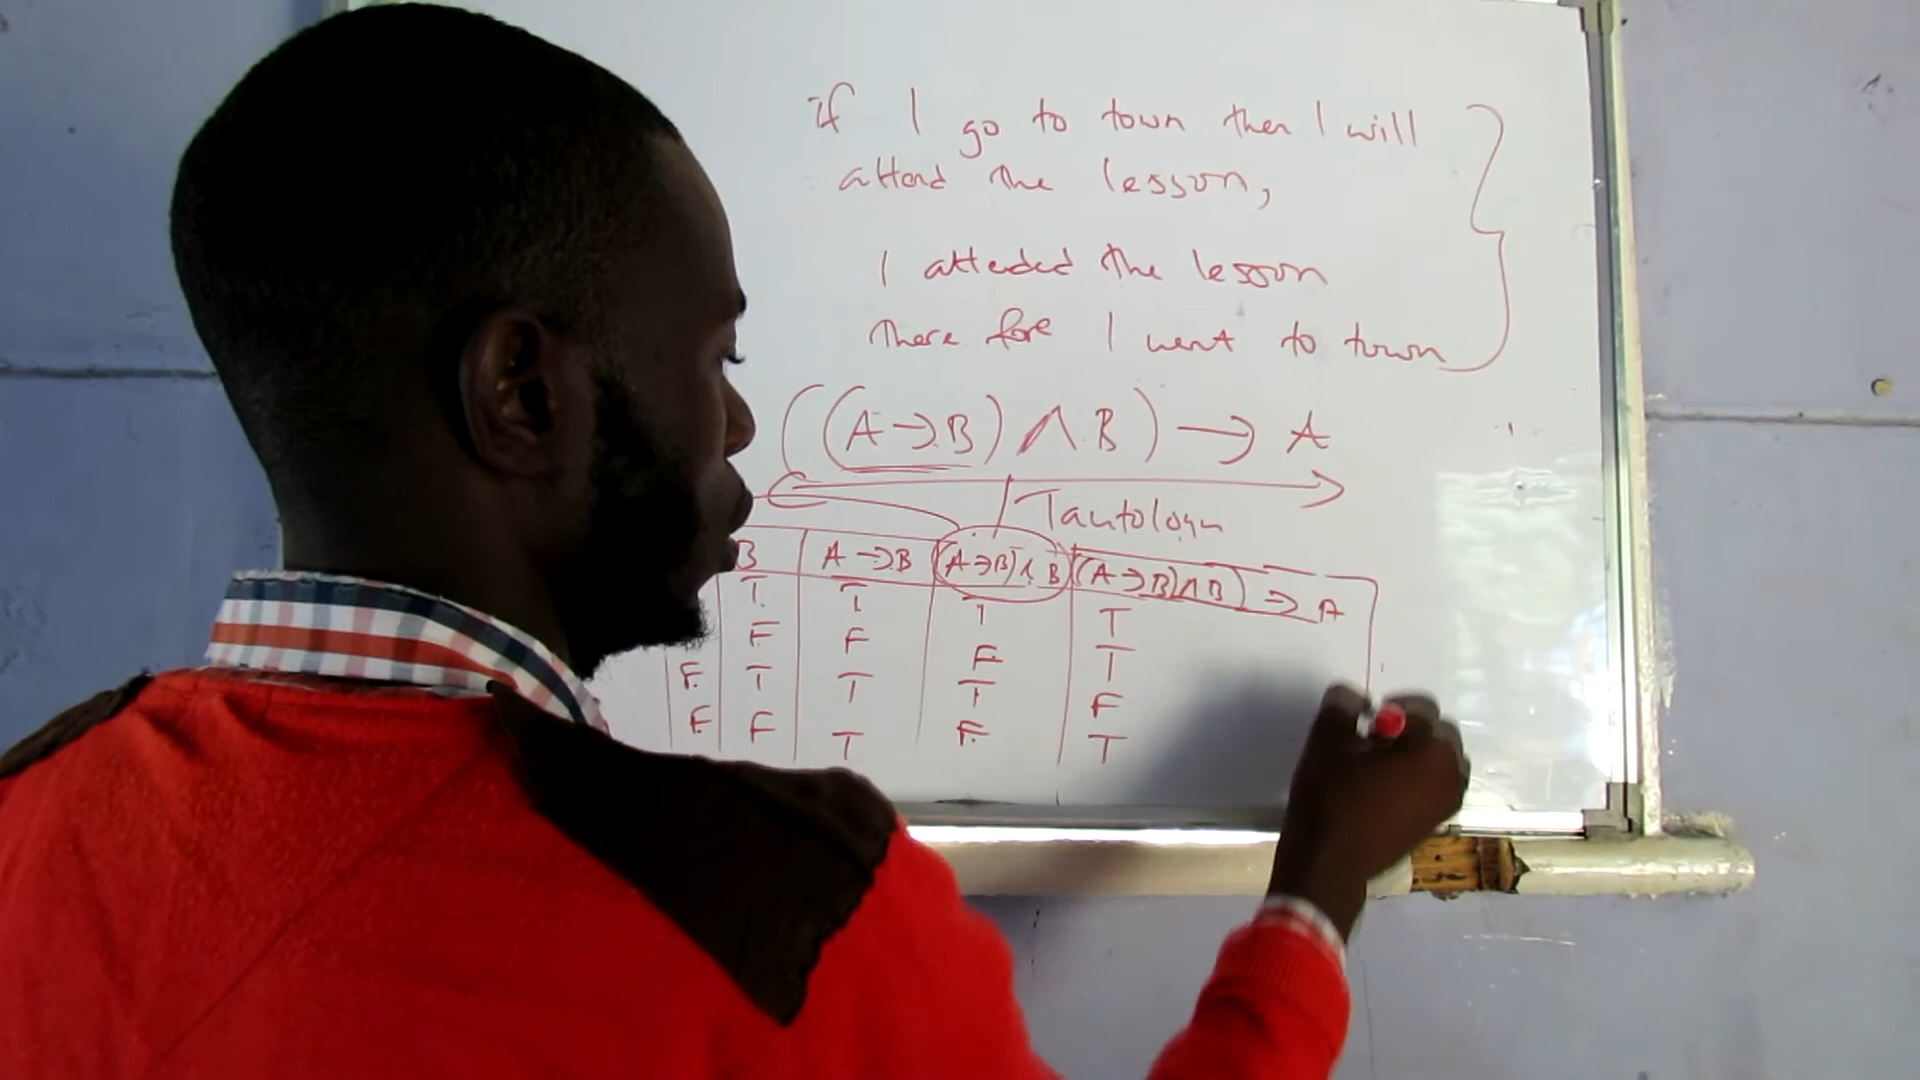 if I go to town then I will
attend the lesson,
I attended the lesson
There fore I went to town
((A→B) ∧ B) → A
Tautology
B A→B (A→B)∧B (A→B)∧B) → A
T T T T
F F F T
F T T T F
F F T F T